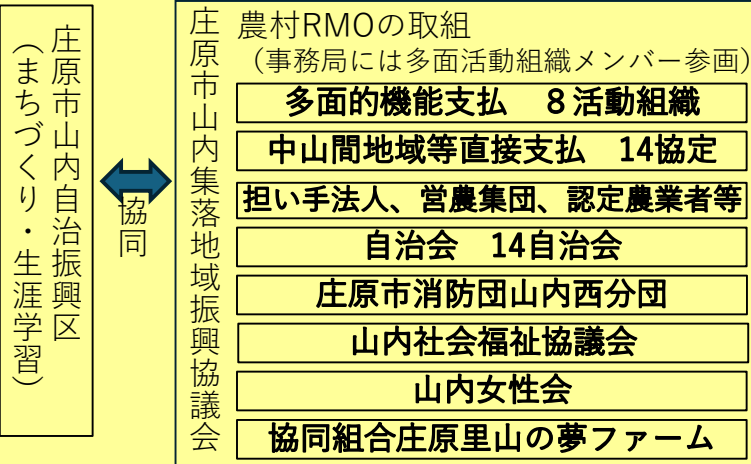 庄原市山内自治振興区
（まちづくり・生涯学習）
協同
庄原市山内集落地域振興協議会
農村RMOの取組
（事務局には多面活動組織メンバー参画）
多面的機能支払　８活動組織
中山間地域等直接支払　14協定
担い手法人、営農集団、認定農業者等
自治会　14自治会
庄原市消防団山内西分団
山内社会福祉協議会
山内女性会
協同組合庄原里山の夢ファーム